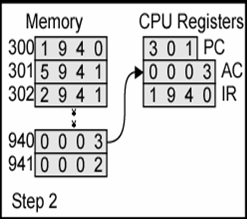 Memory CPU Registers
300 1 9 4 0 3 0 1 PC
301 5 9 4 1 0 0 0 3 AC
302 2 9 4 1 1 9 4 0 IR
940 0 0 0 3
941 0 0 0 2
Step 2